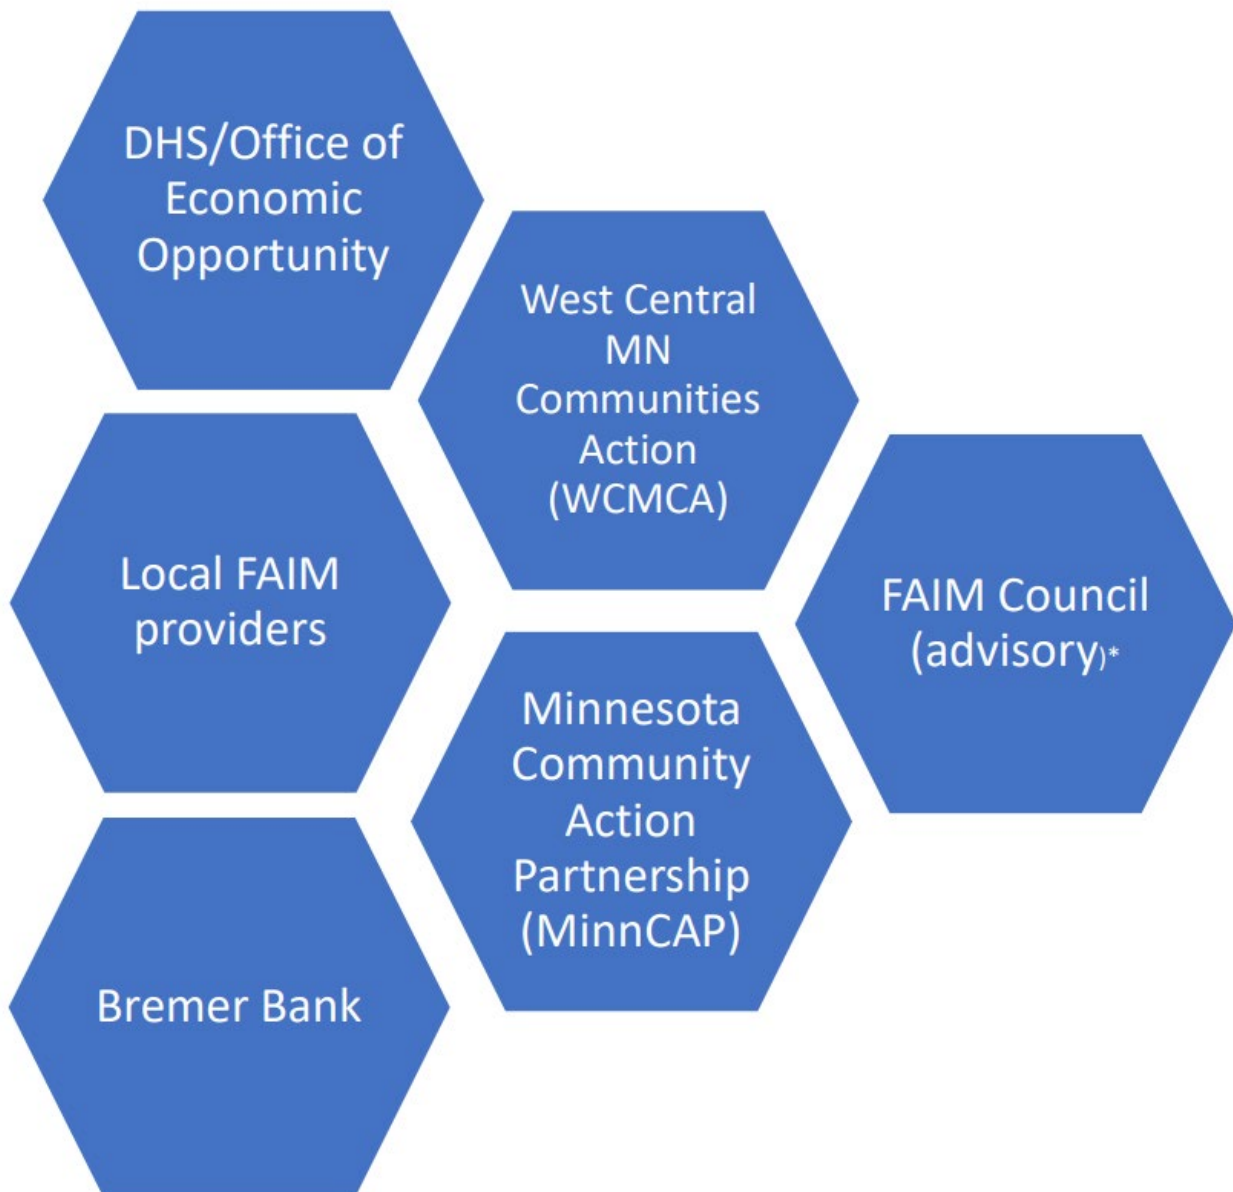 DHS/Office of
Economic
Opportunity
West Central
MN
Communities
Action
(WCMCA)
Local FAIM
providers
FAIM Council
(advisory)*
Minnesota
Community
Action
Partnership
(MinnCAP)
Bremer Bank